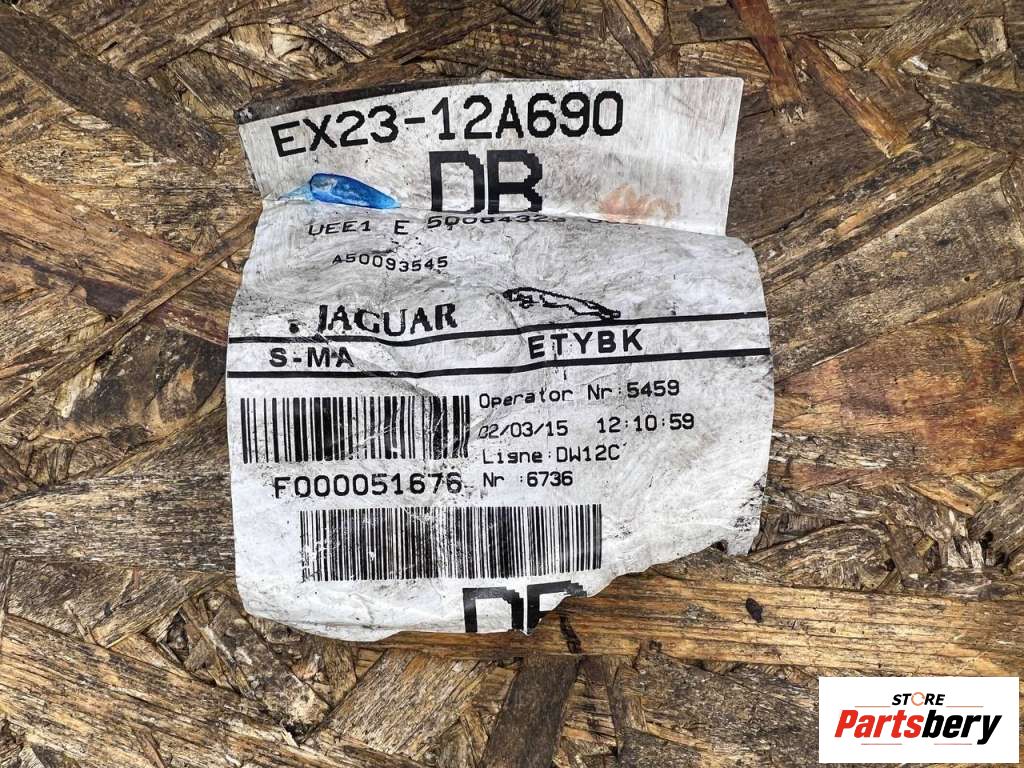 EX23-12A690
DB
UEE1 E
A50093545
JAGUAR
S-MA ETYBK
Operator Nr:5459
02/03/15 12:10:59
Ligne:DW12C
F000051676 Nr :6736
STORE
Partsbery